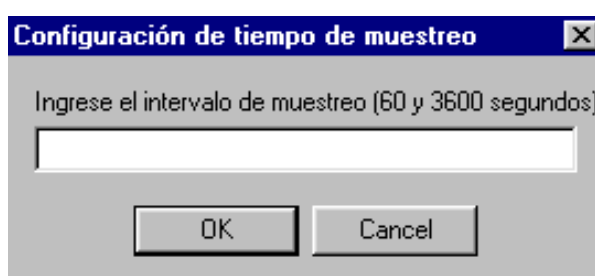 Configuración de tiempo de muestreo
Ingrese el intervalo de muestreo (60 y 3600 segundos)
OK
Cancel